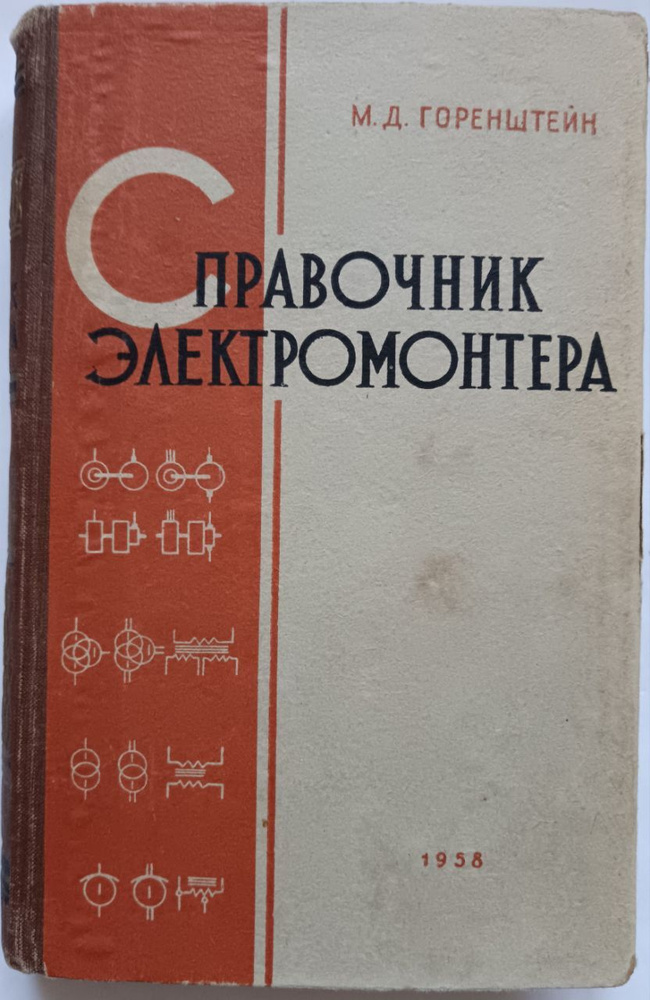 М. Д. ГОРЕНШТЕЙН
СПРАВОЧНИК
ЭЛЕКТРОМОНТЕРА
1958